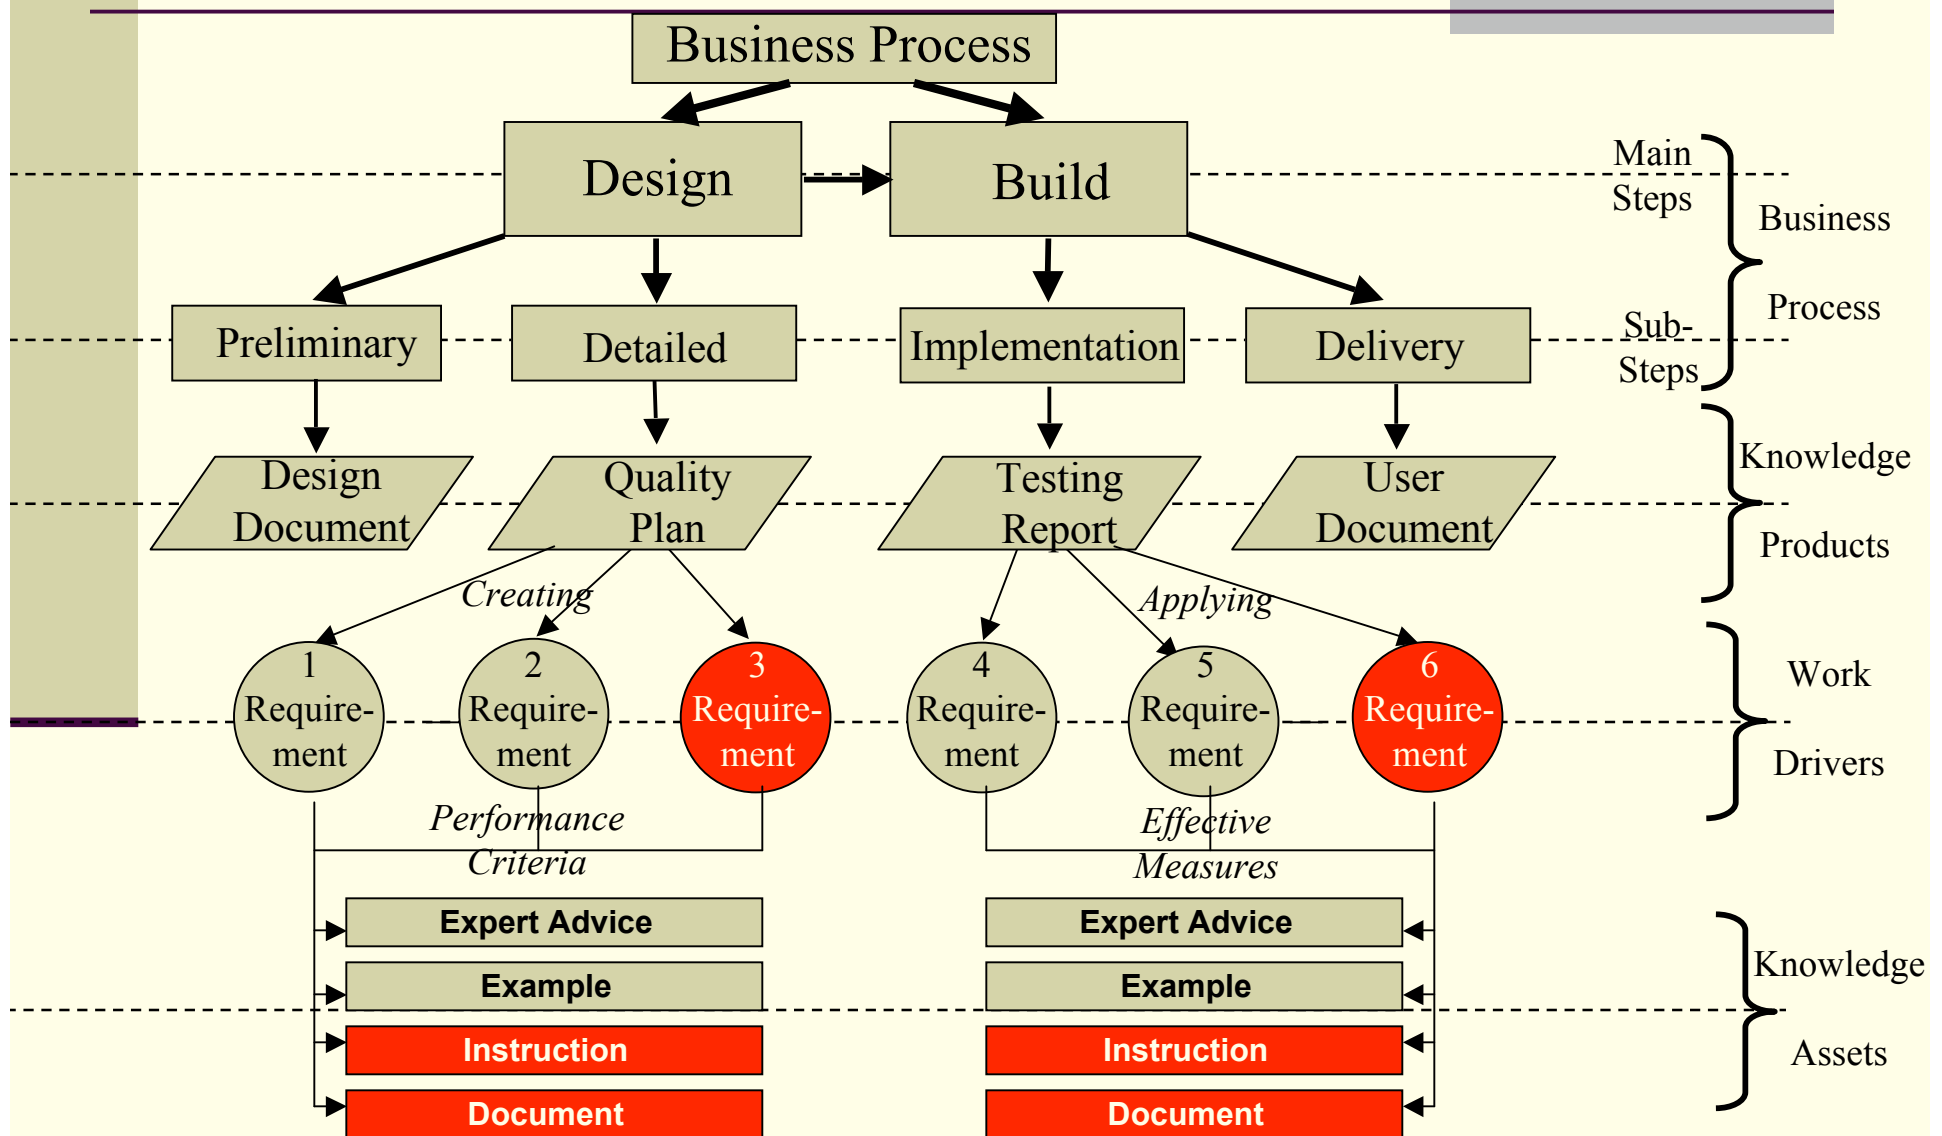 Business Process
Design
Build
Main
Steps
Business
Process
Preliminary
Detailed
Implementation
Delivery
Sub-
Steps
Design
Document
Quality
Plan
Testing
Report
User
Document
Knowledge
Products
Creating
Applying
1
Require-
ment
2
Require-
ment
3
Require-
ment
4
Require-
ment
5
Require-
ment
6
Require-
ment
Work
Drivers
Performance
Criteria
Effective
Measures
Expert Advice
Example
Instruction
Document
Expert Advice
Example
Instruction
Document
Knowledge
Assets